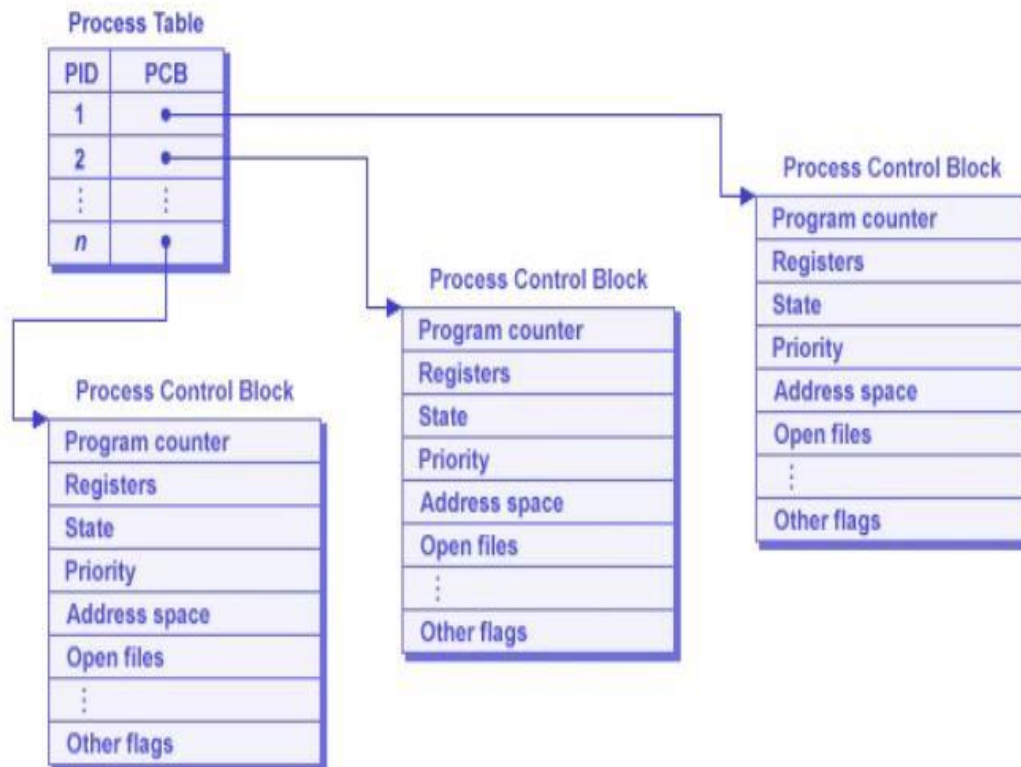 Process Table
PID PCB
1
2
n
Process Control Block
Program counter
Registers
State
Priority
Address space
Open files
Other flags
Process Control Block
Program counter
Registers
State
Priority
Address space
Open files
Other flags
Process Control Block
Program counter
Registers
State
Priority
Address space
Open files
Other flags